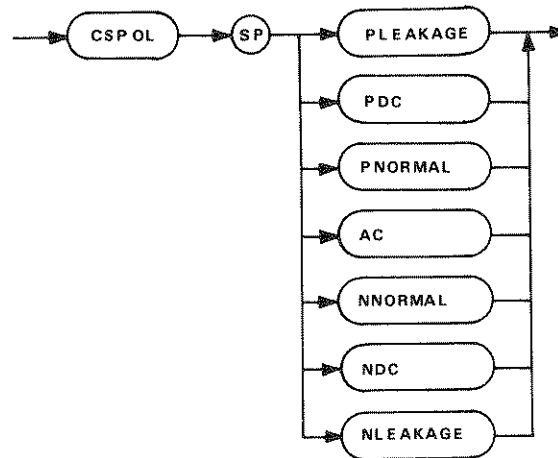 CSPOL SP PLEAKAGE
PDC
PNORMAL
AC
NNORMAL
NDC
NLEAKAGE